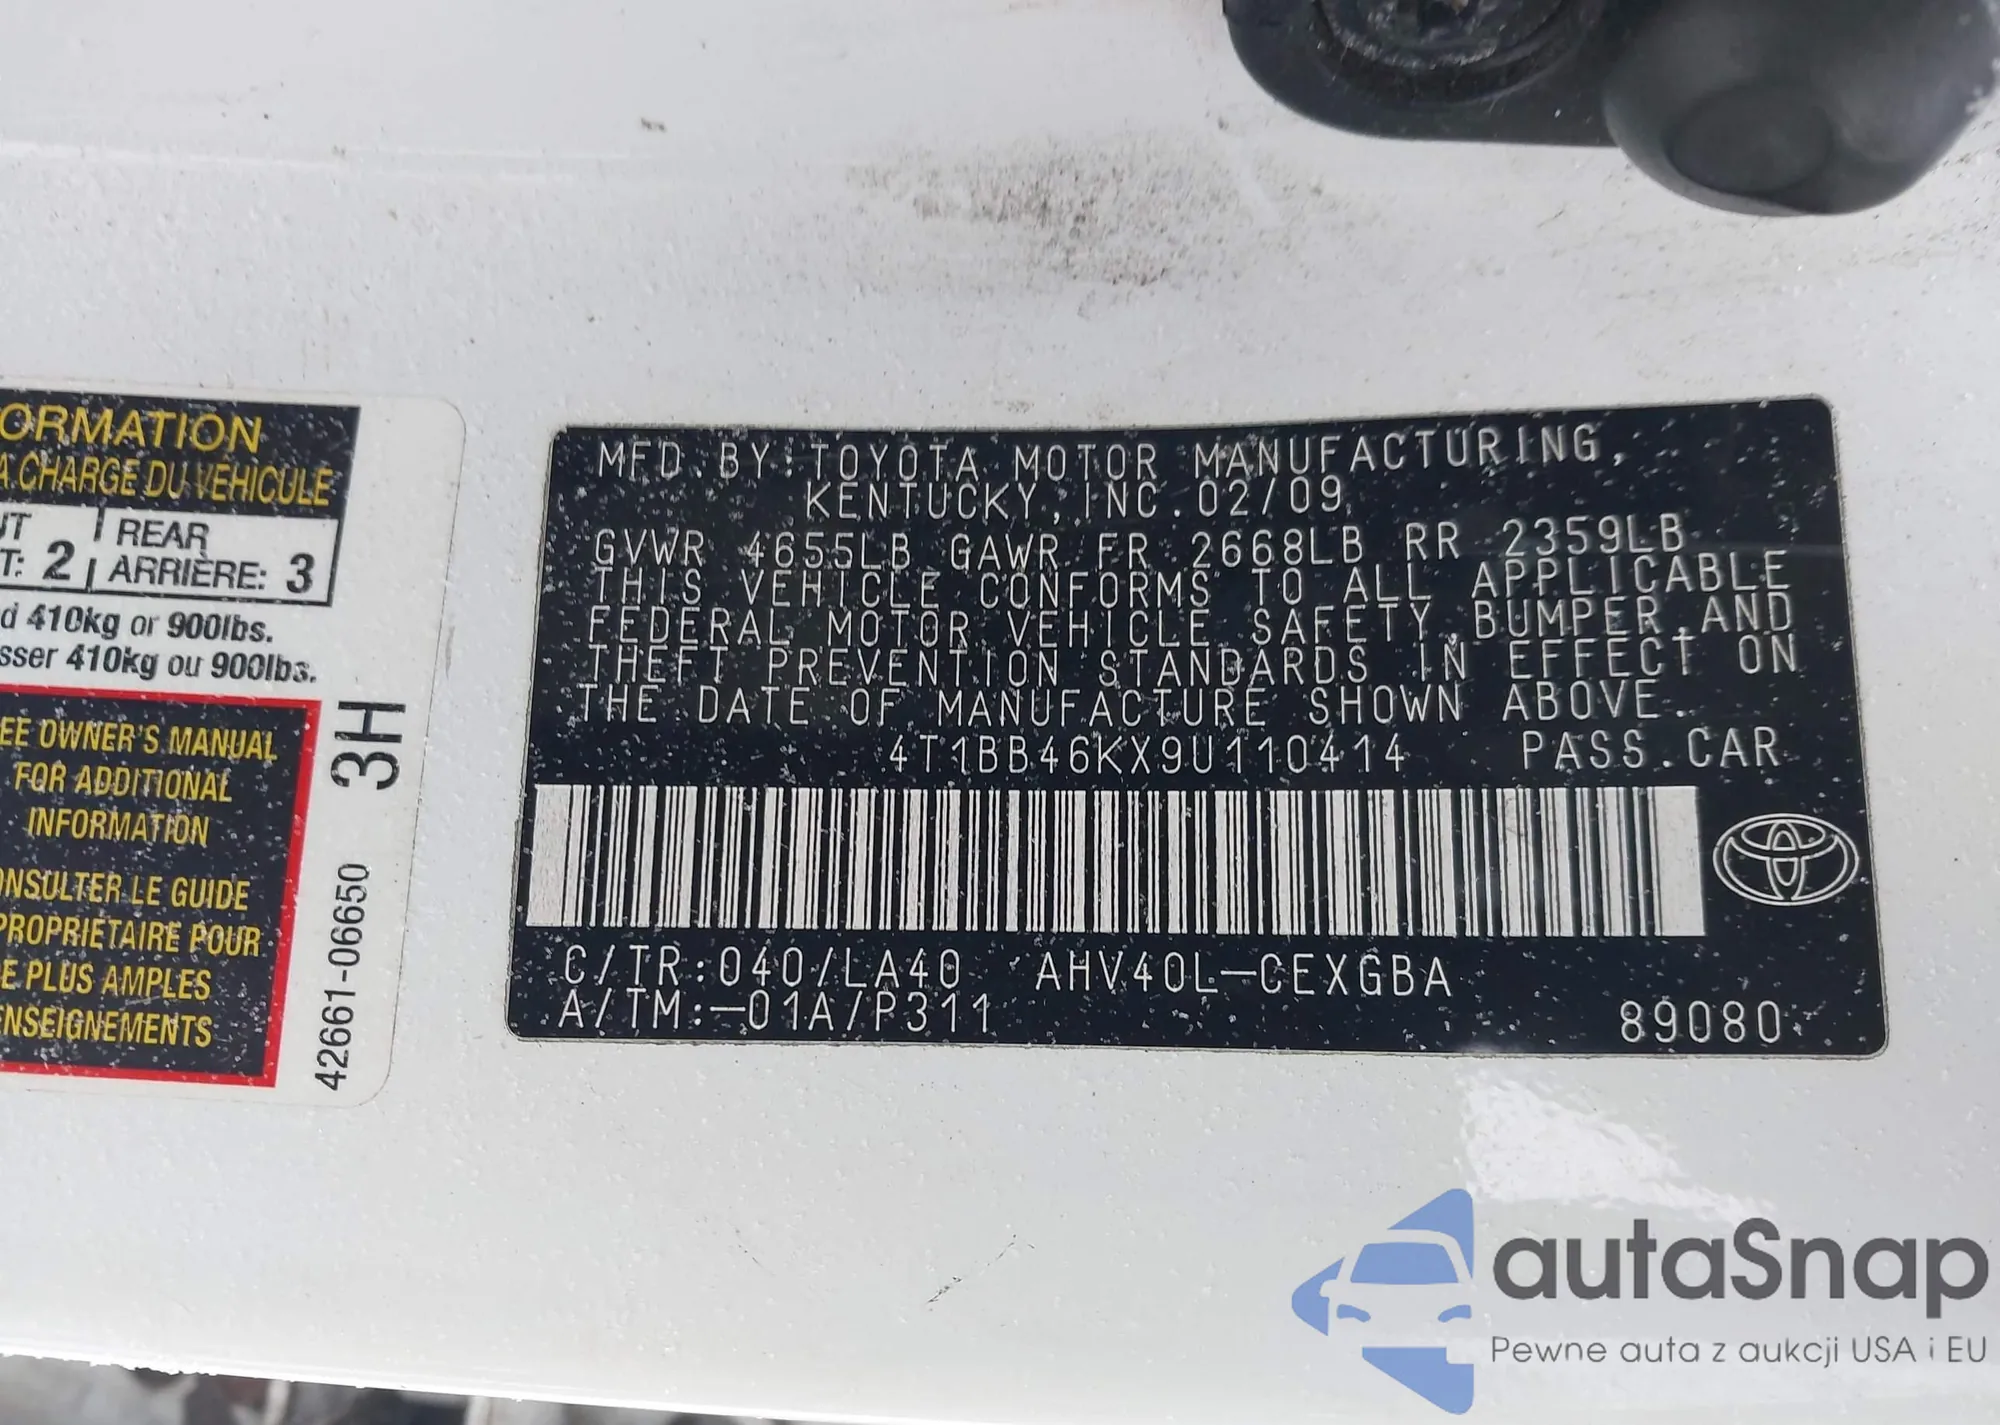 ORMATION
A CHARGE DU VÉHICULE
REAR
T: 2 ARRIÈRE: 3
d 410kg or 900lbs.
sser 410kg ou 900lbs.
EE OWNER'S MANUAL
FOR ADDITIONAL
INFORMATION
ONSULTER LE GUIDE
PROPRIÉTAIRE POUR
E PLUS AMPLES
ENSEIGNEMENTS
42661-06650 3H
MFD.BY:TOYOTA MOTOR MANUFACTURING,
KENTUCKY,INC.02/09
GVWR 4655LB GAWR FR 2668LB RR 2359LB
THIS VEHICLE CONFORMS TO ALL APPLICABLE
FEDERAL MOTOR VEHICLE SAFETY,BUMPER,AND
THEFT PREVENTION STANDARDS IN EFFECT ON
THE DATE OF MANUFACTURE SHOWN ABOVE.
4T1BB46KX9U110414 PASS.CAR
C/TR:040/LA40 AHV40L-CEXGBA
A/TM:-01A/P311
89080
autaSnap
Pewne auta z aukcji USA i EU